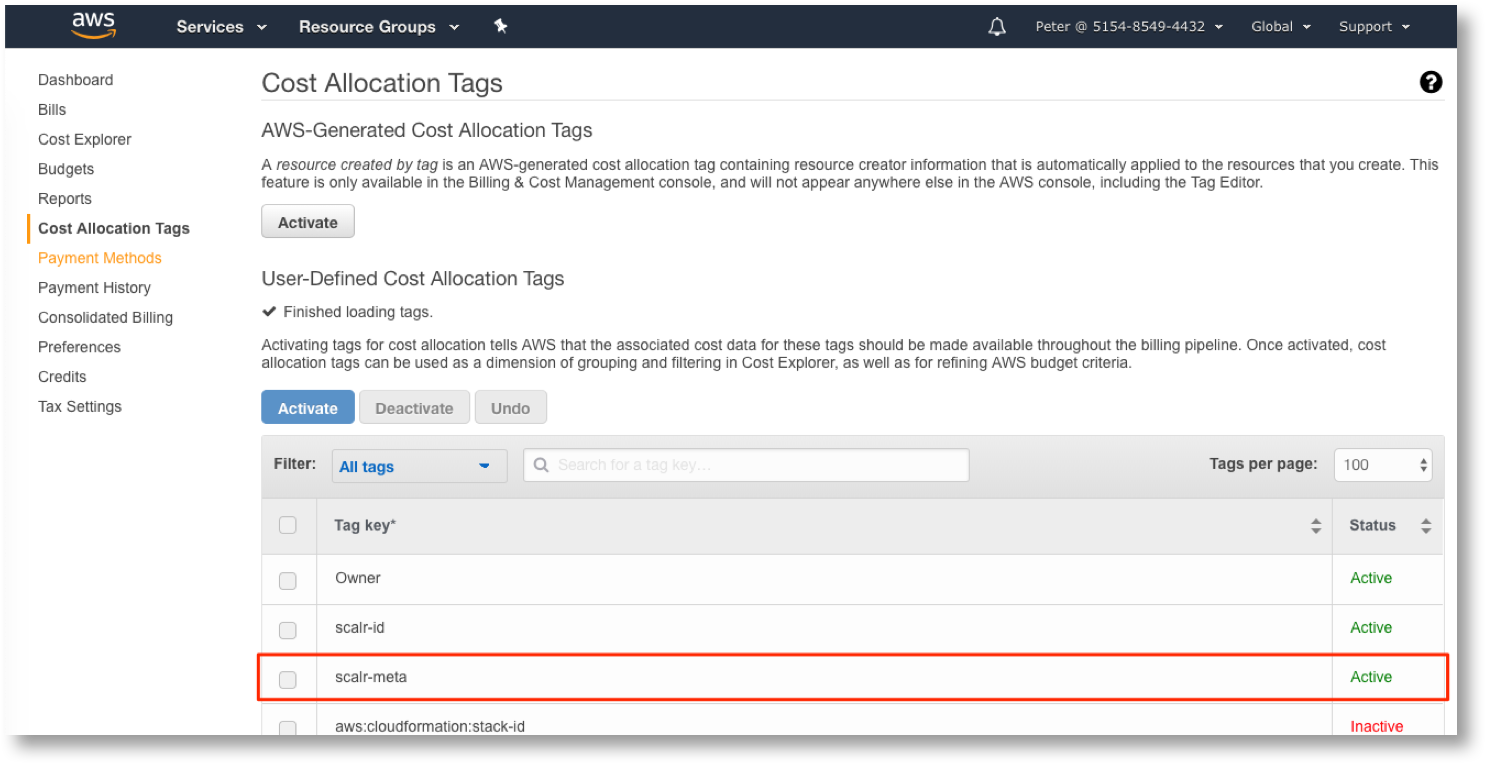 aws Services Resource Groups Peter @ 5154-8549-4432 Global Support
Dashboard
Bills
Cost Explorer
Budgets
Reports
Cost Allocation Tags
Payment Methods
Payment History
Consolidated Billing
Preferences
Credits
Tax Settings
Cost Allocation Tags ?
AWS-Generated Cost Allocation Tags
A resource created by tag is an AWS-generated cost allocation tag containing resource creator information that is automatically applied to the resources that you create. This
feature is only available in the Billing & Cost Management console, and will not appear anywhere else in the AWS console, including the Tag Editor.
Activate
User-Defined Cost Allocation Tags
Finished loading tags.
Activating tags for cost allocation tells AWS that the associated cost data for these tags should be made available throughout the billing pipeline. Once activated, cost
allocation tags can be used as a dimension of grouping and filtering in Cost Explorer, as well as for refining AWS budget criteria.
Activate Deactivate Undo
Filter: All tags Search for a tag key... Tags per page: 100
Tag key* Status
Owner Active
scalr-id Active
scalr-meta Active
aws:cloudformation:stack-id Inactive